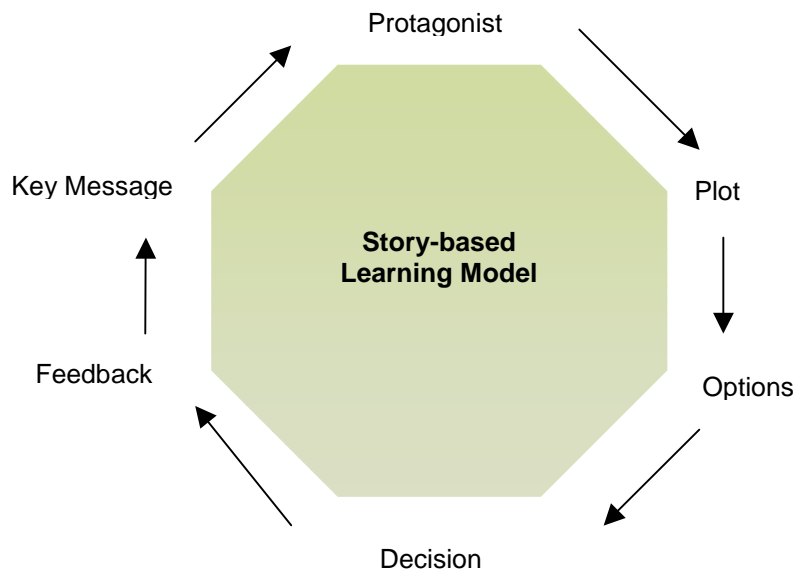 Protagonist
Key Message
Plot
Story-based
Learning Model
Feedback
Options
Decision